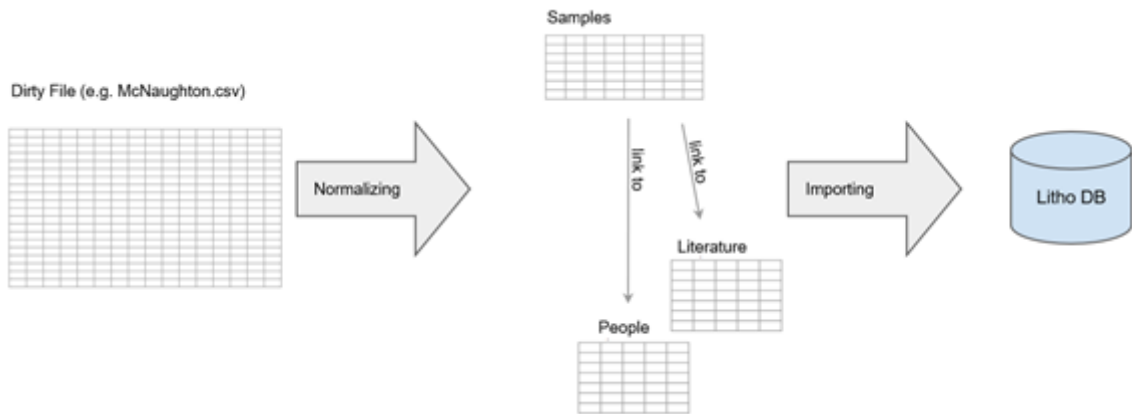 Samples
Dirty File (e.g. McNaughton.csv)
link to
link to
Normalizing
Importing
Litho DB
Literature
People